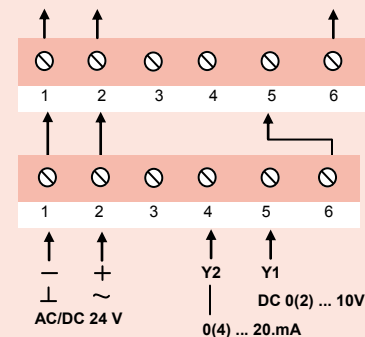 1 2 3 4 5 6
1 2 3 4 5 6
— + Y2 Y1
⊥ ~ DC 0(2) ... 10V
AC/DC 24 V
0(4) ... 20.mA